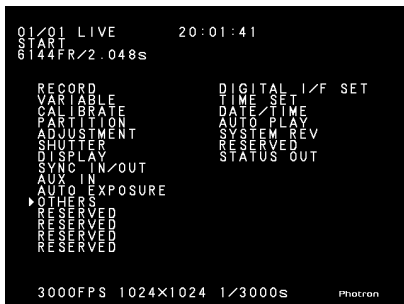 01/01 LIVE 20:01:41
START
6144FR/2.048s
RECORD DIGITAL I/F SET
VARIABLE TIME SET
CALIBRATE DATE/TIME
PARTITION AUTO PLAY
ADJUSTMENT SYSTEM REV
SHUTTER RESERVED
DISPLAY STATUS OUT
SYNC IN/OUT
AUX IN
AUTO EXPOSURE
▶OTHERS
RESERVED
RESERVED
RESERVED
RESERVED
3000FPS 1024×1024 1/3000s Photron